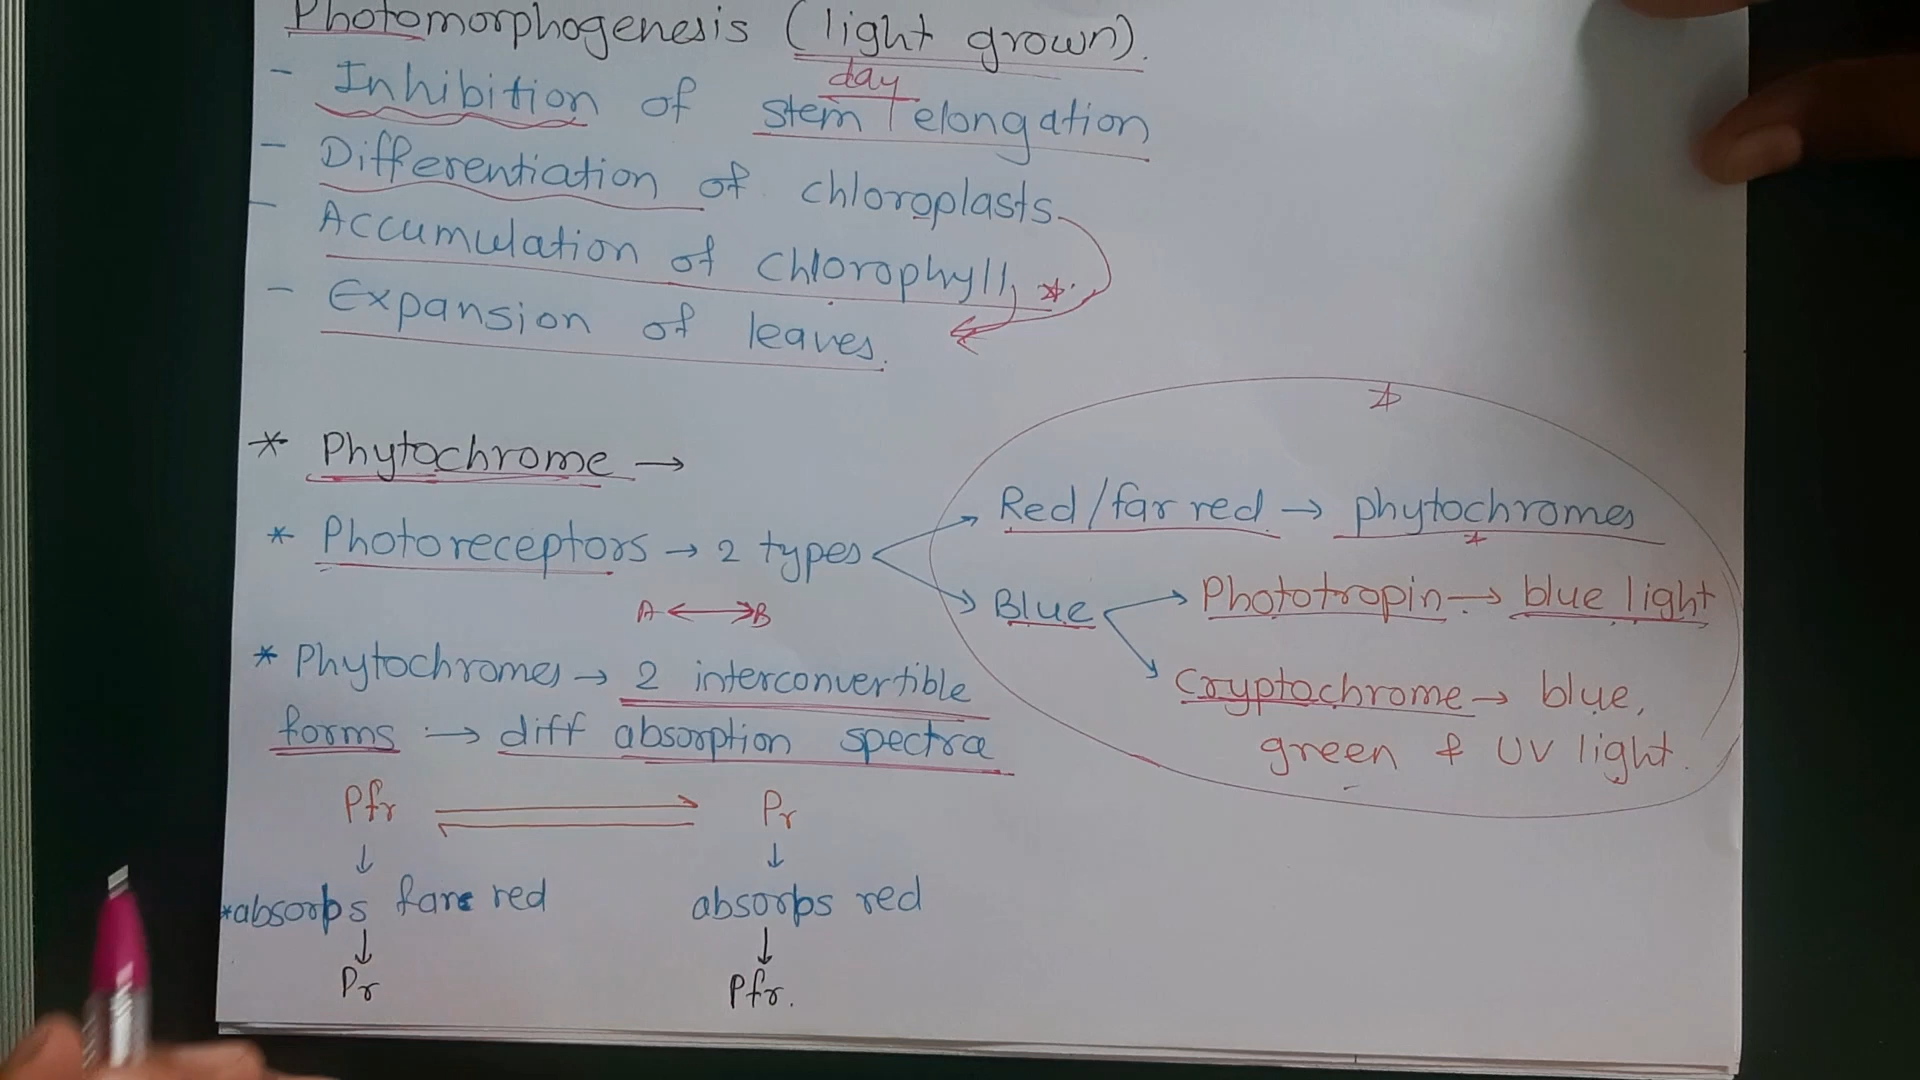 Photomorphogenesis (light grown).
day
- Inhibition of stem elongation
- Differentiation of chloroplasts
- Accumulation of chlorophyll, *
- Expansion of leaves.
*
* Phytochrome →
Red/far red → phytochromes
*
* Photoreceptors → 2 types
Blue
Phototropin → blue light
Cryptochrome → blue,
green & UV light.
A ↔ B
* Phytochromes → 2 interconvertible
forms → diff absorption spectra
Pfr ⇌ Pr
↓ ↓
*absorbs far red absorbs red
↓ ↓
Pr Pfr.